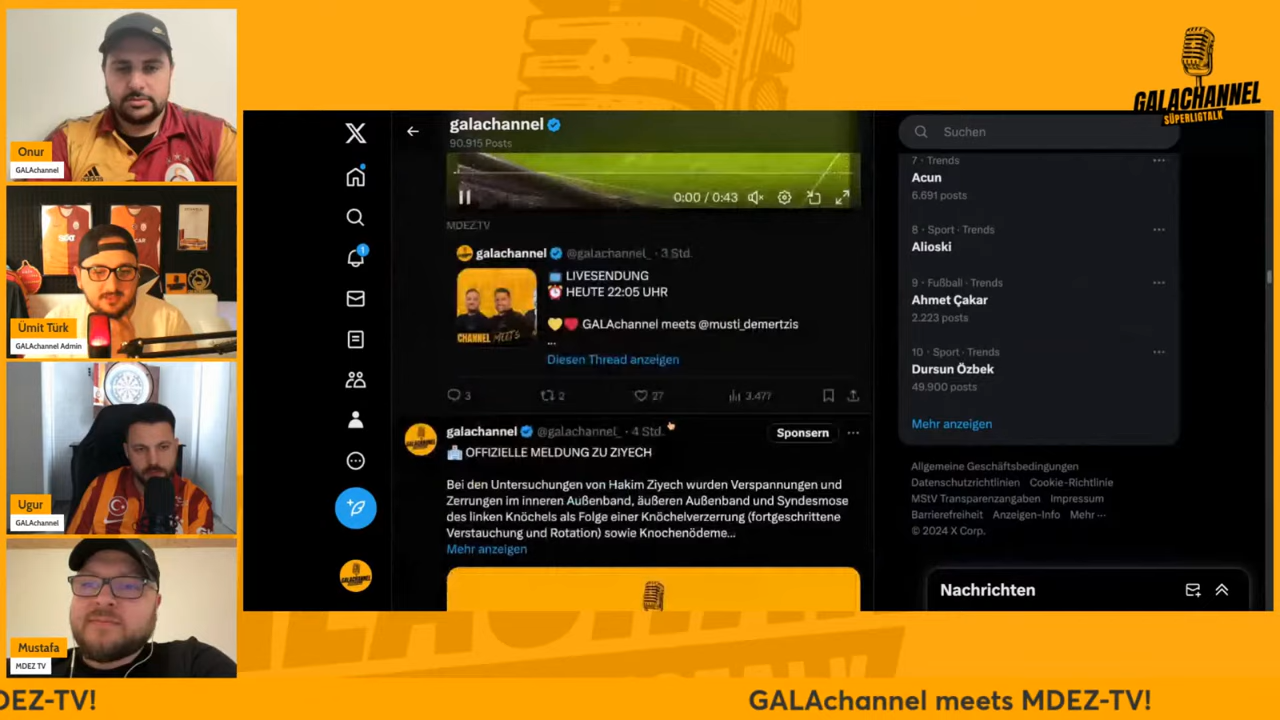 Onur
GALAchannel
Ümit Türk
GALAchannel Admin
Ugur
GALAchannel
Mustafa
MDEZ TV
galachannel
90.915 Posts
0:00 / 0:43
MDEZ.TV
galachannel @galachannel_ · 3 Std.
LIVESENDUNG
HEUTE 22:05 UHR
GALAchannel meets @musti_demertzis
...
Diesen Thread anzeigen
CHANNEL MEETS
3 2 27 3.477
galachannel @galachannel_ · 4 Std.
Sponsern
OFFIZIELLE MELDUNG ZU ZIYECH
Bei den Untersuchungen von Hakim Ziyech wurden Verspannungen und
Zerrungen im inneren Außenband, äußeren Außenband und Syndesmose
des linken Knöchels als Folge einer Knöchelverzerrung (fortgeschrittene
Verstauchung und Rotation) sowie Knochenödeme...
Mehr anzeigen
1
Suchen
7 · Trends
Acun
6.691 posts
8 · Sport · Trends
Alioski
9 · Fußball · Trends
Ahmet Çakar
2.223 posts
10 · Sport · Trends
Dursun Özbek
49.900 posts
Mehr anzeigen
Allgemeine Geschäftsbedingungen
Datenschutzrichtlinien Cookie-Richtlinie
MStV Transparenzangaben Impressum
Barrierefreiheit Anzeigen-Info Mehr ···
© 2024 X Corp.
Nachrichten
GALACHANNEL
SÜPERLIGTALK
DEZ-TV!
GALAchannel meets MDEZ-TV!